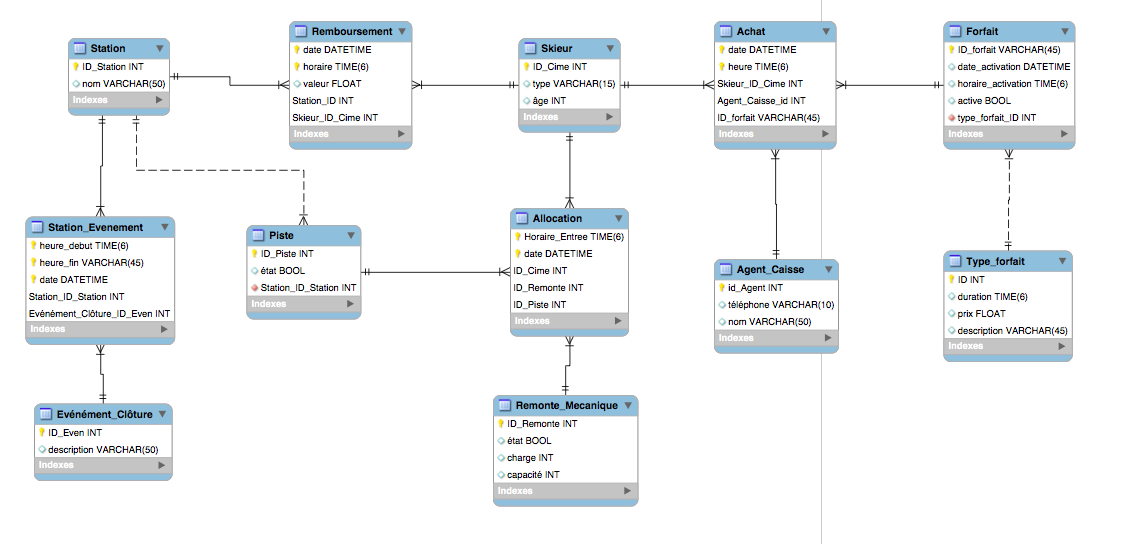 Station
ID_Station INT
nom VARCHAR(50)
Indexes
Remboursement
date DATETIME
horaire TIME(6)
valeur FLOAT
Station_ID INT
Skieur_ID_Cime INT
Indexes
Skieur
ID_Cime INT
type VARCHAR(15)
âge INT
Indexes
Achat
date DATETIME
heure TIME(6)
Skieur_ID_Cime INT
Agent_Caisse_id INT
ID_forfait VARCHAR(45)
Indexes
Forfait
ID_forfait VARCHAR(45)
date_activation DATETIME
horaire_activation TIME(6)
active BOOL
type_forfait_ID INT
Indexes
Station_Evenement
heure_debut TIME(6)
heure_fin VARCHAR(45)
date DATETIME
Station_ID_Station INT
Evénément_Clôture_ID_Even INT
Indexes
Piste
ID_Piste INT
état BOOL
Station_ID_Station INT
Indexes
Allocation
Horaire_Entree TIME(6)
date DATETIME
ID_Cime INT
ID_Remonte INT
ID_Piste INT
Indexes
Agent_Caisse
id_Agent INT
téléphone VARCHAR(10)
nom VARCHAR(50)
Indexes
Type_forfait
ID INT
duration TIME(6)
prix FLOAT
description VARCHAR(45)
Indexes
Evénément_Clôture
ID_Even INT
description VARCHAR(50)
Indexes
Remonte_Mecanique
ID_Remonte INT
état BOOL
charge INT
capacité INT
Indexes